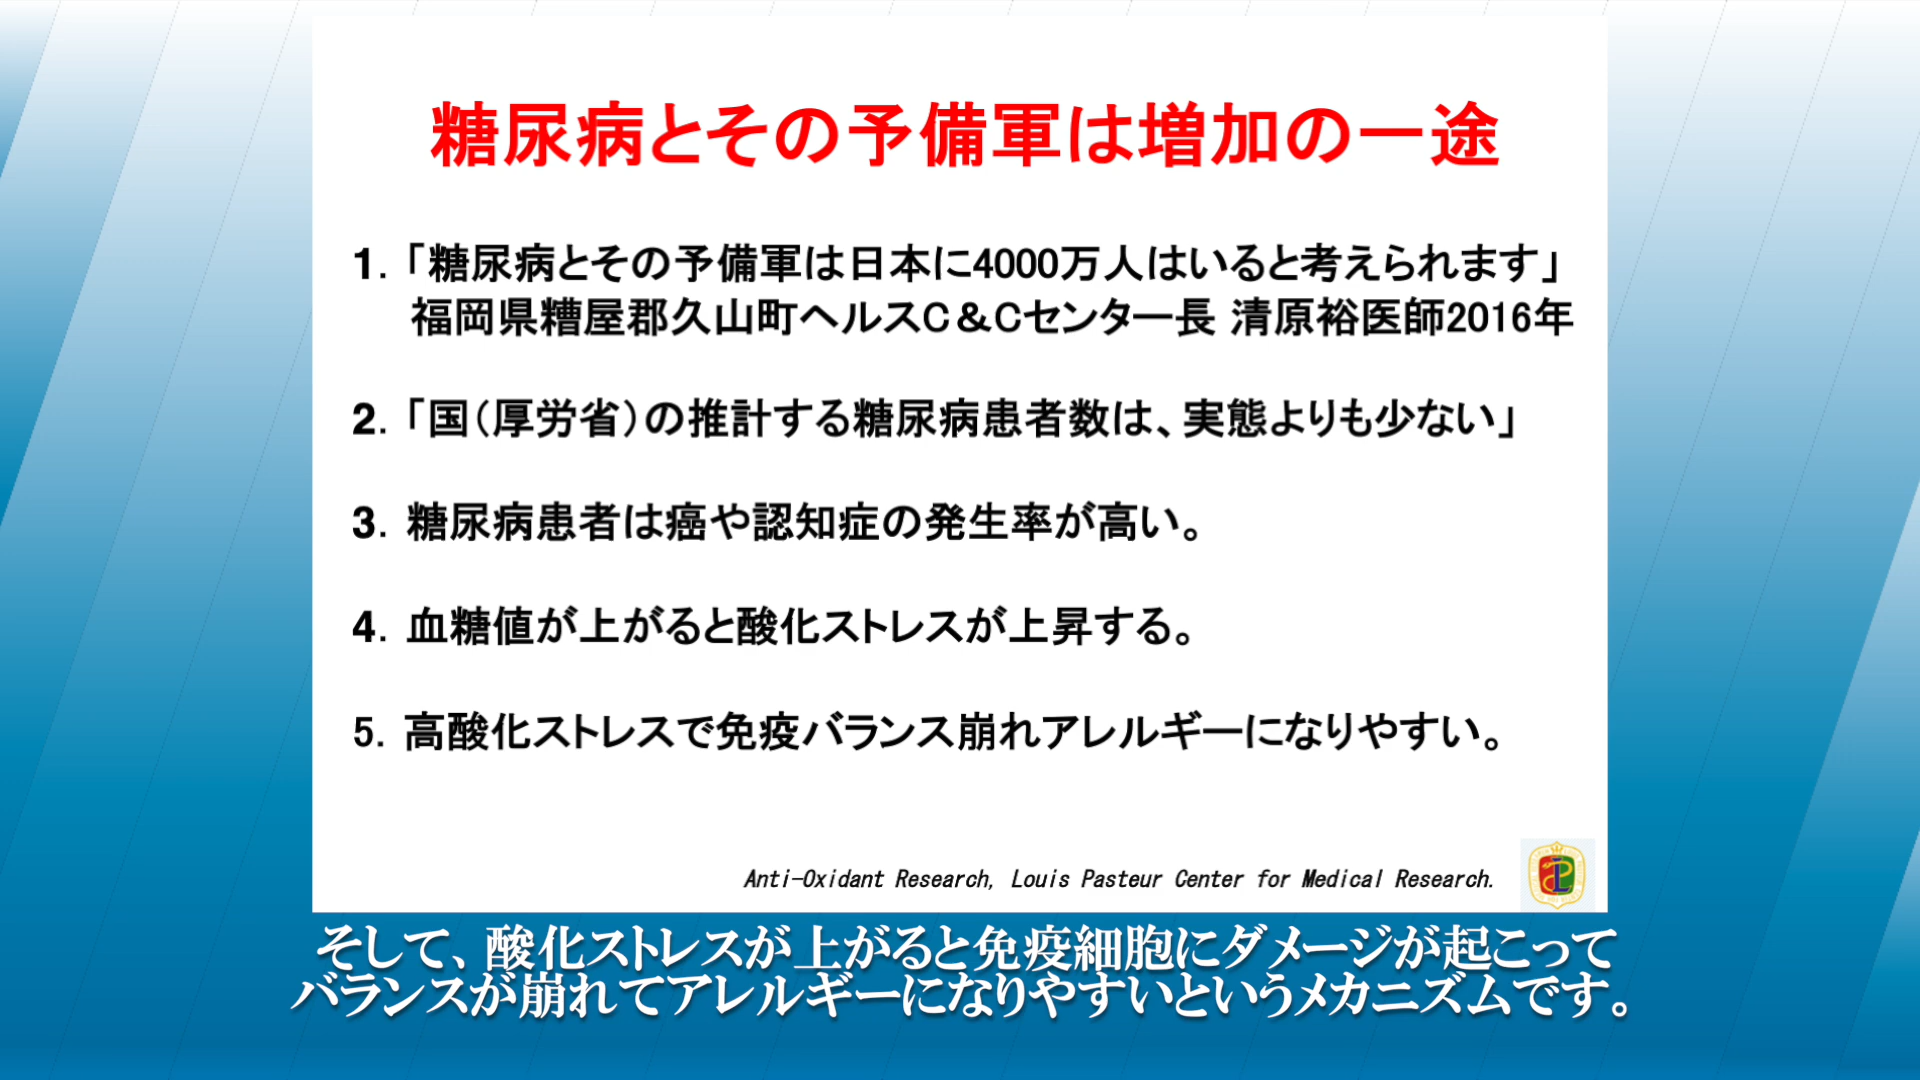 糖尿病とその予備軍は増加の一途
1. 「糖尿病とその予備軍は日本に4000万人はいると考えられます」
福岡県糟屋郡久山町ヘルスC＆Cセンター長 清原裕医師2016年
2. 「国（厚労省）の推計する糖尿病患者数は、実態よりも少ない」
3. 糖尿病患者は癌や認知症の発生率が高い。
4. 血糖値が上がると酸化ストレスが上昇する。
5. 高酸化ストレスで免疫バランス崩れアレルギーになりやすい。
Anti-Oxidant Research, Louis Pasteur Center for Medical Research.
そして、酸化ストレスが上がると免疫細胞にダメージが起こって
バランスが崩れてアレルギーになりやすいというメカニズムです。